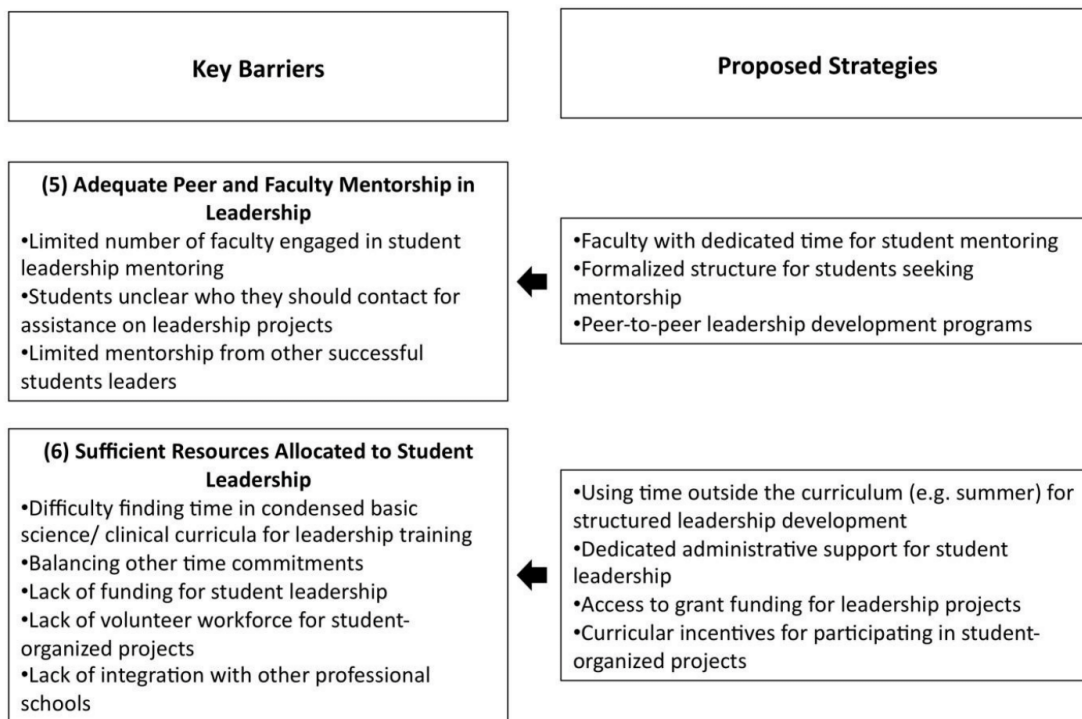 Key Barriers
Proposed Strategies
(5) Adequate Peer and Faculty Mentorship in
Leadership
•Limited number of faculty engaged in student
leadership mentoring
•Students unclear who they should contact for
assistance on leadership projects
•Limited mentorship from other successful
students leaders
•Faculty with dedicated time for student mentoring
•Formalized structure for students seeking
mentorship
•Peer-to-peer leadership development programs
(6) Sufficient Resources Allocated to Student
Leadership
•Difficulty finding time in condensed basic
science/ clinical curricula for leadership training
•Balancing other time commitments
•Lack of funding for student leadership
•Lack of volunteer workforce for student-
organized projects
•Lack of integration with other professional
schools
•Using time outside the curriculum (e.g. summer) for
structured leadership development
•Dedicated administrative support for student
leadership
•Access to grant funding for leadership projects
•Curricular incentives for participating in student-
organized projects